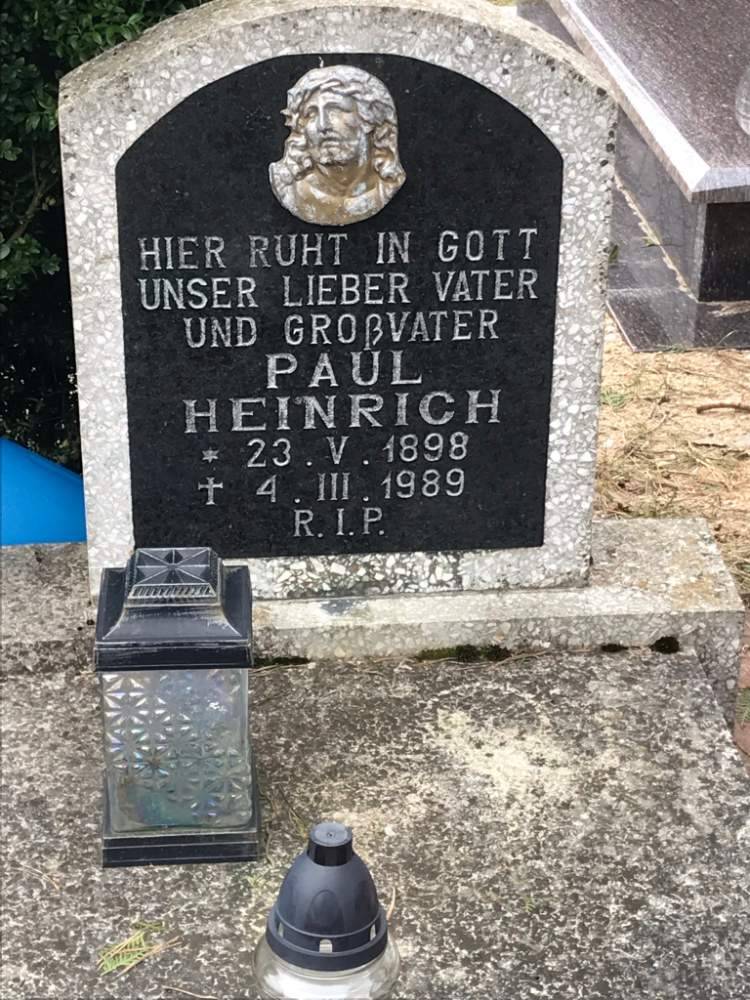 HIER RUHT IN GOTT
UNSER LIEBER VATER
UND GROßVATER
PAUL
HEINRICH
* 23. V. 1898
† 4. III. 1989
R.I.P.